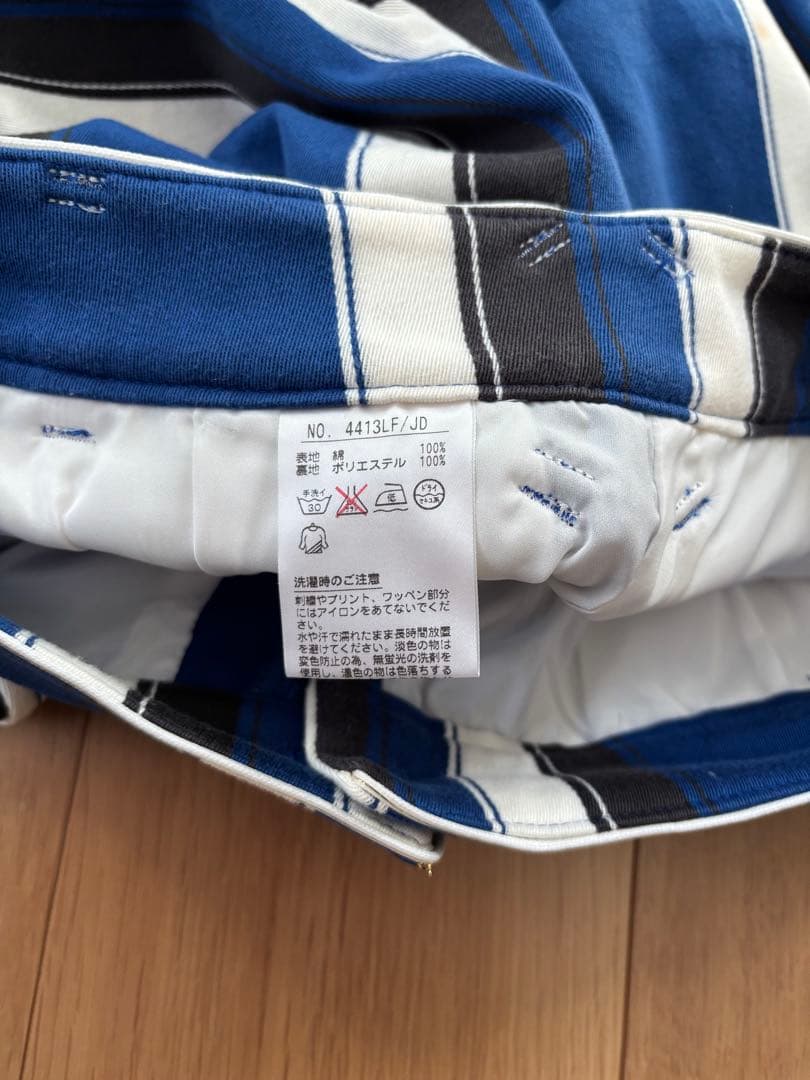 NO. 4413LF/JD
表地 綿 100%
裏地 ポリエステル 100%
手洗イ
30
低
ドライ
セキユ系
洗濯時のご注意
刺繍やプリント、ワッペン部分
にはアイロンをあてないでくだ
さい。
水や汗で濡れたまま長時間放置
を避けてください。淡色の物は
変色防止の為、無蛍光の洗剤を
使用し、濃色の物は色落ちする